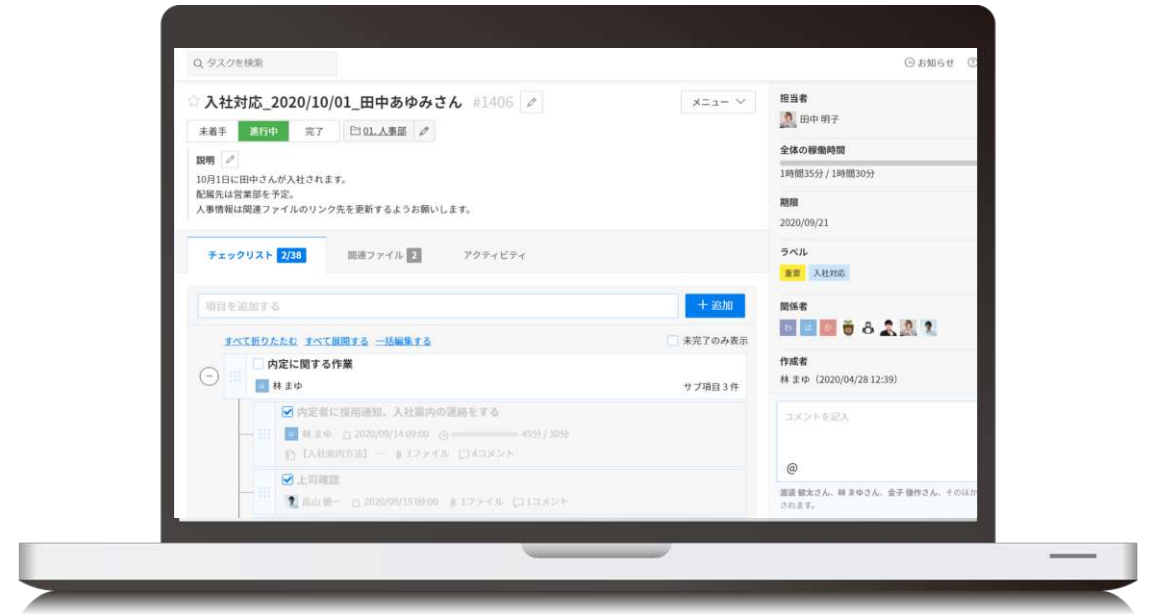 タスクを検索
お知らせ
入社対応_2020/10/01_田中あゆみさん #1406
メニュー
未着手 進行中 完了 01.人事部
説明
10月1日に田中さんが入社されます。
配属先は営業部を予定。
人事情報は関連ファイルのリンク先を更新するようお願いします。
チェックリスト 2/38 関連ファイル 2 アクティビティ
項目を追加する
+ 追加
すべて折りたたむ すべて展開する 一括編集する
未完了のみ表示
内定に関する作業
は 林 まゆ
サブ項目 3 件
内定者に採用通知、入社案内の連絡をする
は 林 まゆ 2020/09/14 09:00 45分 / 30分
【入社案内方法】 ー 1ファイル 4コメント
上司確認
畠山 優一 2020/09/15 09:00 1ファイル 1コメント
担当者
田中 明子
全体の稼働時間
1時間35分 / 1時間30分
期限
2020/09/21
ラベル
重要 入社対応
関係者
わ は か
作成者
林 まゆ（2020/04/28 12:39）
コメントを記入
@
渡邉 健太さん、林 まゆさん、金子 優作さん、そのほか
されます。